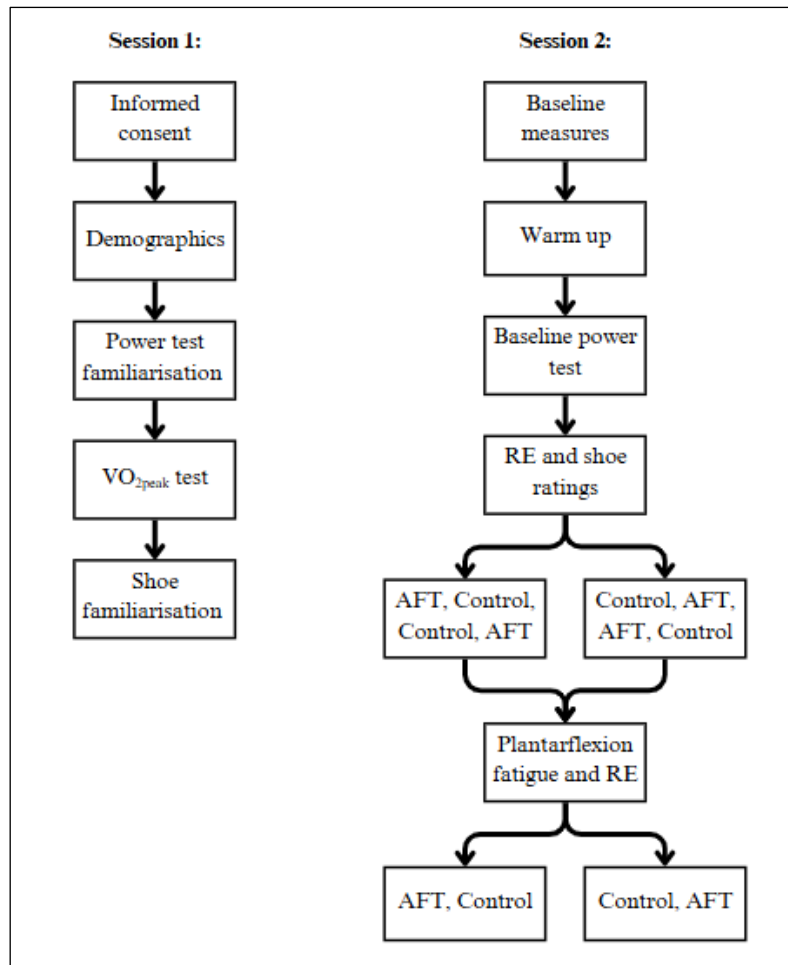 Session 1:
Informed
consent
Demographics
Power test
familiarisation
VO₂peak test
Shoe
familiarisation
Session 2:
Baseline
measures
Warm up
Baseline power
test
RE and shoe
ratings
AFT, Control,
Control, AFT
Control, AFT,
AFT, Control
Plantarflexion
fatigue and RE
AFT, Control
Control, AFT